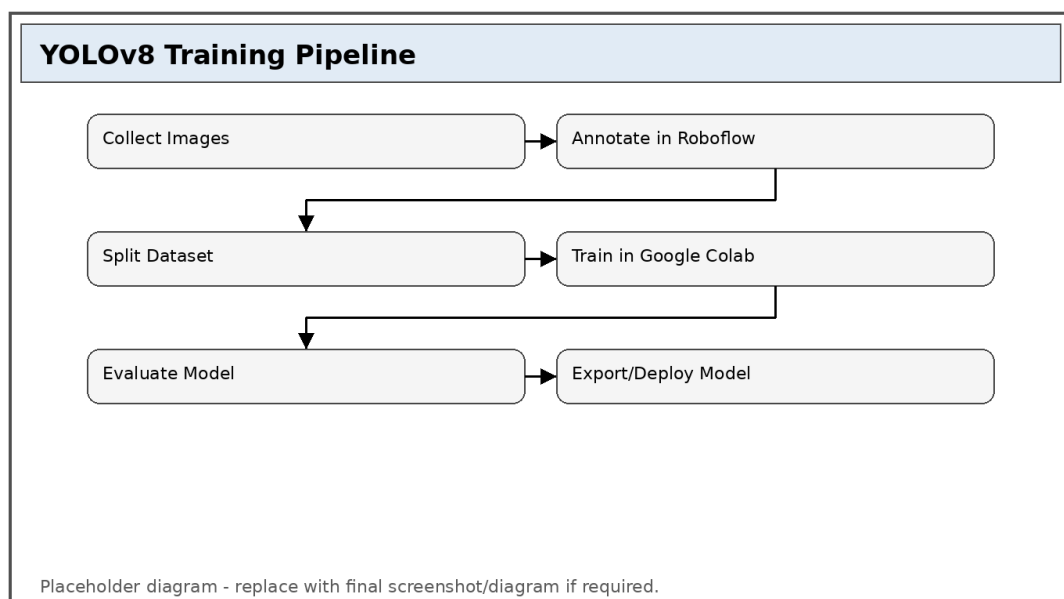 YOLOv8 Training Pipeline
Collect Images
Annotate in Roboflow
Split Dataset
Train in Google Colab
Evaluate Model
Export/Deploy Model
Placeholder diagram - replace with final screenshot/diagram if required.